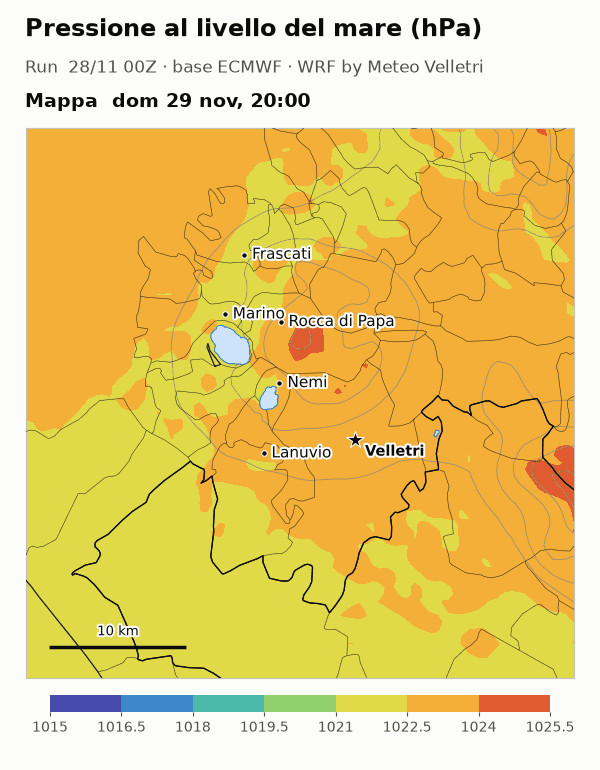 Pressione al livello del mare (hPa)
Run  28/11 00Z · base ECMWF · WRF by Meteo Velletri
Mappa  dom 29 nov, 20:00
Frascati
Marino
Rocca di Papa
Nemi
Velletri
Lanuvio
10 km
1015 1016.5 1018 1019.5 1021 1022.5 1024 1025.5